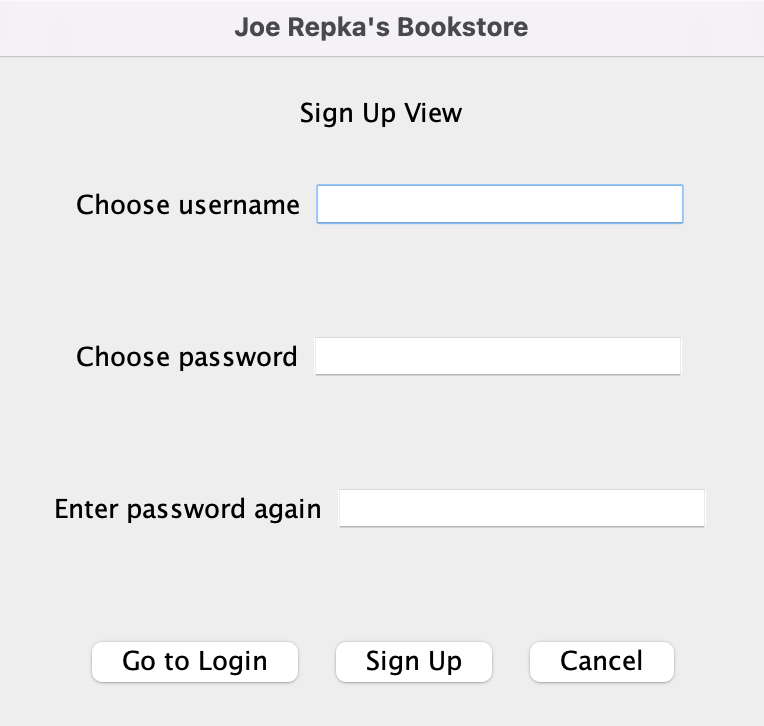 Joe Repka's Bookstore
Sign Up View
Choose username
Choose password
Enter password again
Go to Login Sign Up Cancel